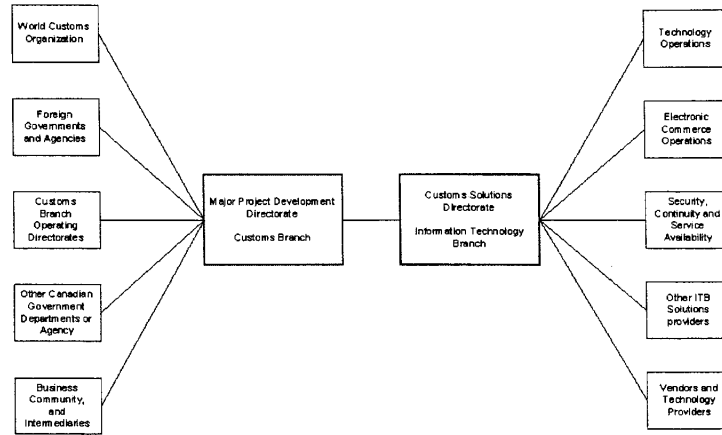 World Customs
Organization
Foreign
Governments
and Agencies
Customs
Branch
Operating
Directorates
Other Canadian
Government
Departments or
Agency
Business
Community,
and
Intermediaries
Major Project Development
Directorate
Customs Branch
Customs Solutions
Directorate
Information Technology
Branch
Technology
Operations
Electronic
Commerce
Operations
Security,
Continuity and
Service
Availability
Other ITB
Solutions
providers
Vendors and
Technology
Providers